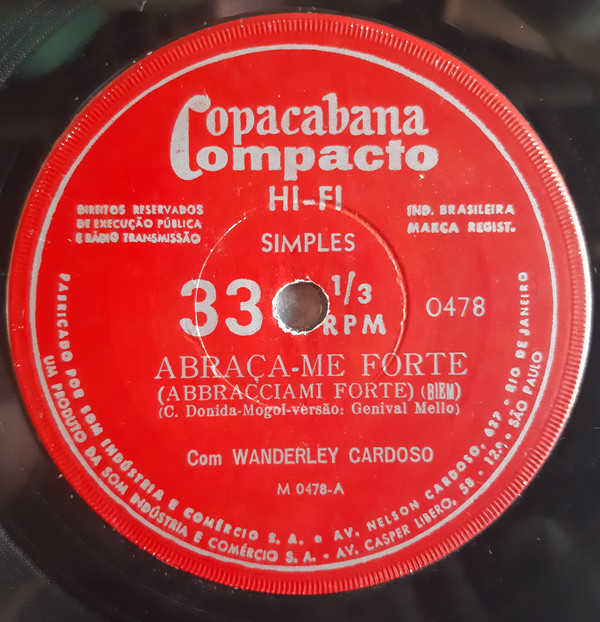 Copacabana
Compacto
HI-FI
SIMPLES
DIREITOS RESERVADOS
DE EXECUÇÃO PÚBLICA
E RÁDIO TRANSMISSÃO
IND. BRASILEIRA
MARCA REGIST.
33 1/3
RPM
0478
ABRAÇA-ME FORTE
(ABBRACCIAMI FORTE) (BIEM)
(C. Donida-Mogol-versão: Genival Mello)
Com WANDERLEY CARDOSO
M 0478-A
FABRICADO POR SOM INDÚSTRIA E COMÉRCIO S. A. • AV. NELSON CARDOSO, 637 • RIO DE JANEIRO
UM PRODUTO DA SOM INDÚSTRIA E COMÉRCIO S. A. - AV. CASPER LIBERO, 58 - 12.º - SÃO PAULO